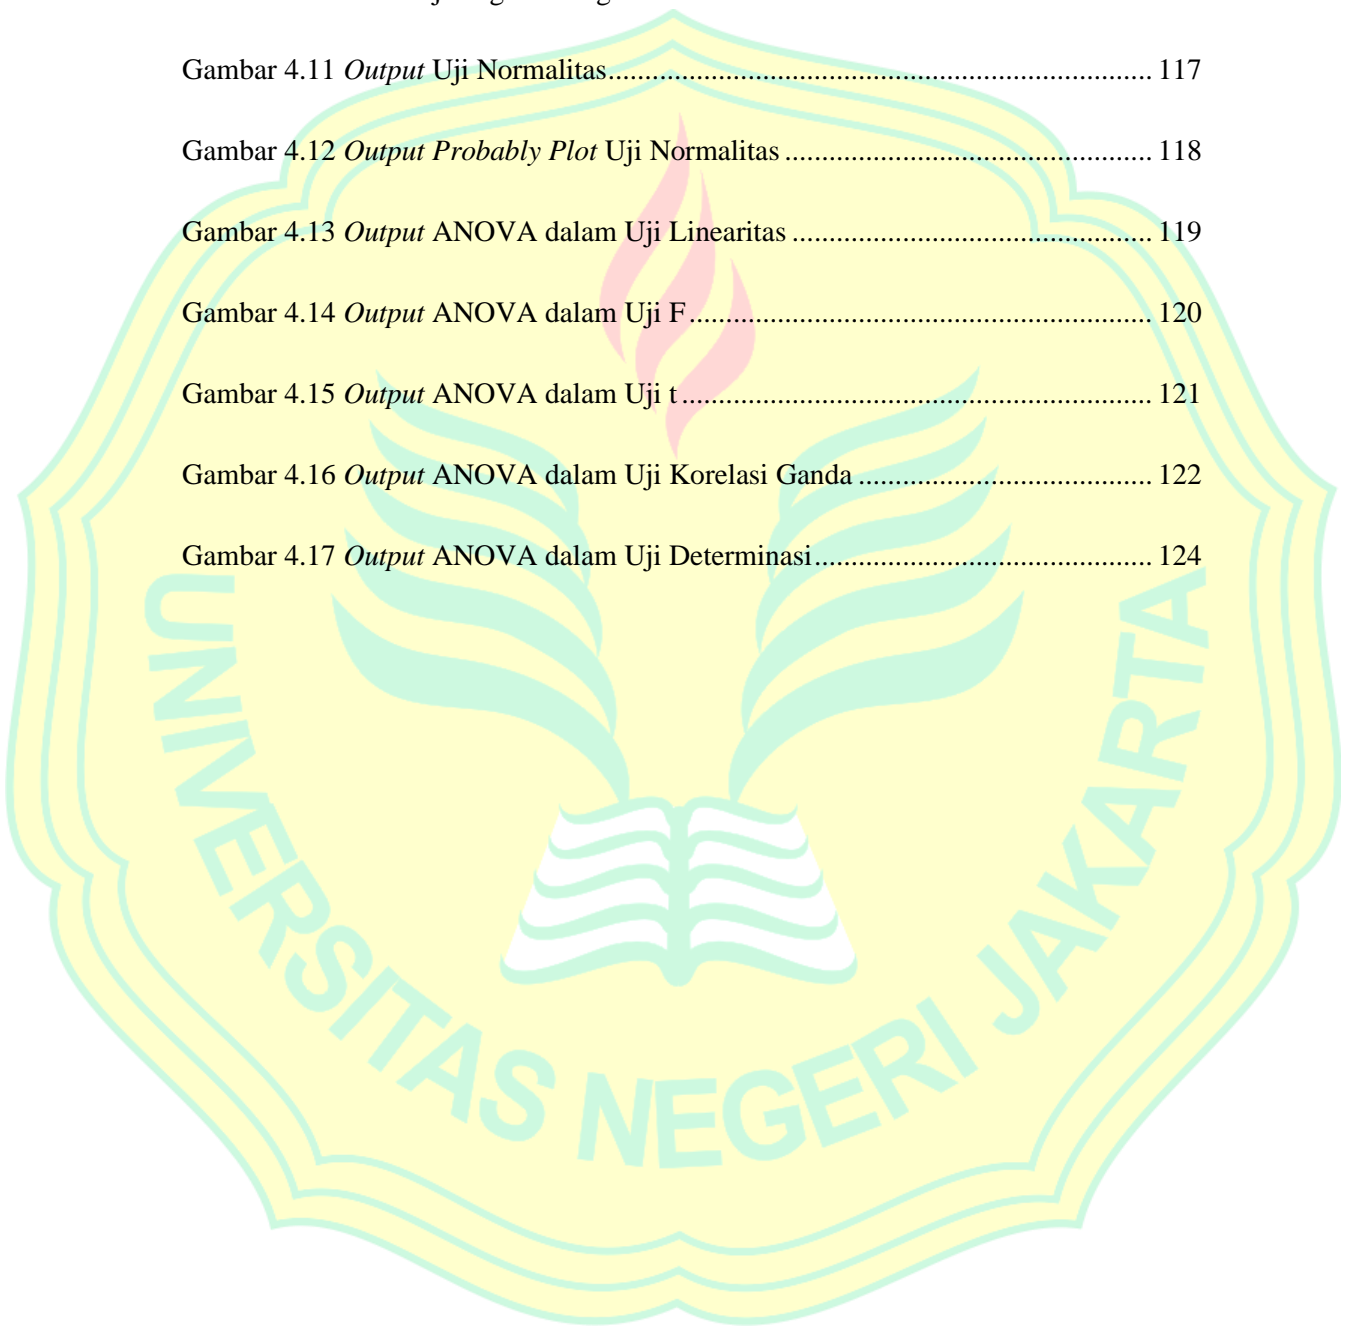 Gambar 4.11 Output Uji Normalitas.......................................................................... 117
Gambar 4.12 Output Probably Plot Uji Normalitas .................................................. 118
Gambar 4.13 Output ANOVA dalam Uji Linearitas ................................................. 119
Gambar 4.14 Output ANOVA dalam Uji F............................................................... 120
Gambar 4.15 Output ANOVA dalam Uji t ................................................................ 121
Gambar 4.16 Output ANOVA dalam Uji Korelasi Ganda ........................................ 122
Gambar 4.17 Output ANOVA dalam Uji Determinasi.............................................. 124
UNIVERSITAS NEGERI JAKARTA